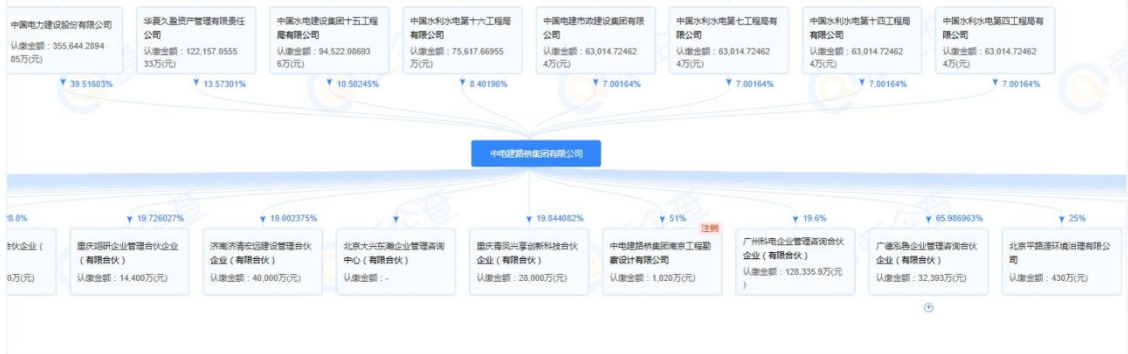 中国电力建设股份有限公司
认缴金额：355,644.2894
85万(元)
华夏久盈资产管理有限责任
公司
认缴金额：122,157.0555
33万(元)
中国水电建设集团十五工程
局有限公司
认缴金额：94,522.08693
6万(元)
中国水利水电第十六工程局
有限公司
认缴金额：75,617.66955
万(元)
中国电建市政建设集团有限
公司
认缴金额：63,014.72462
4万(元)
中国水利水电第七工程局有
限公司
认缴金额：63,014.72462
4万(元)
中国水利水电第十四工程局
有限公司
认缴金额：63,014.72462
4万(元)
中国水利水电第四工程局有
限公司
认缴金额：63,014.72462
4万(元)
39.51603%
13.57301%
10.50245%
8.40196%
7.00164%
7.00164%
7.00164%
7.00164%
中电建路桥集团有限公司
28.8%
19.726027%
19.002375%
19.844082%
51%
19.6%
65.986963%
25%
注销
合伙企业（
0万(元)
重庆翊研企业管理合伙企业
（有限合伙）
认缴金额：14,400万(元)
济南济清宏远建设管理合伙
企业（有限合伙）
认缴金额：40,000万(元)
北京大兴东瀚企业管理咨询
中心（有限合伙）
认缴金额：-
重庆青凤兴享创新科技合伙
企业（有限合伙）
认缴金额：28,000万(元)
中电建路桥集团南京工程勘
察设计有限公司
认缴金额：1,020万(元)
广州科电企业管理咨询合伙
企业（有限合伙）
认缴金额：128,335.9万(元
)
广德泓鲁企业管理咨询合伙
企业（有限合伙）
认缴金额：32,393万(元)
北京平路源环境治理有限公
司
认缴金额：430万(元)